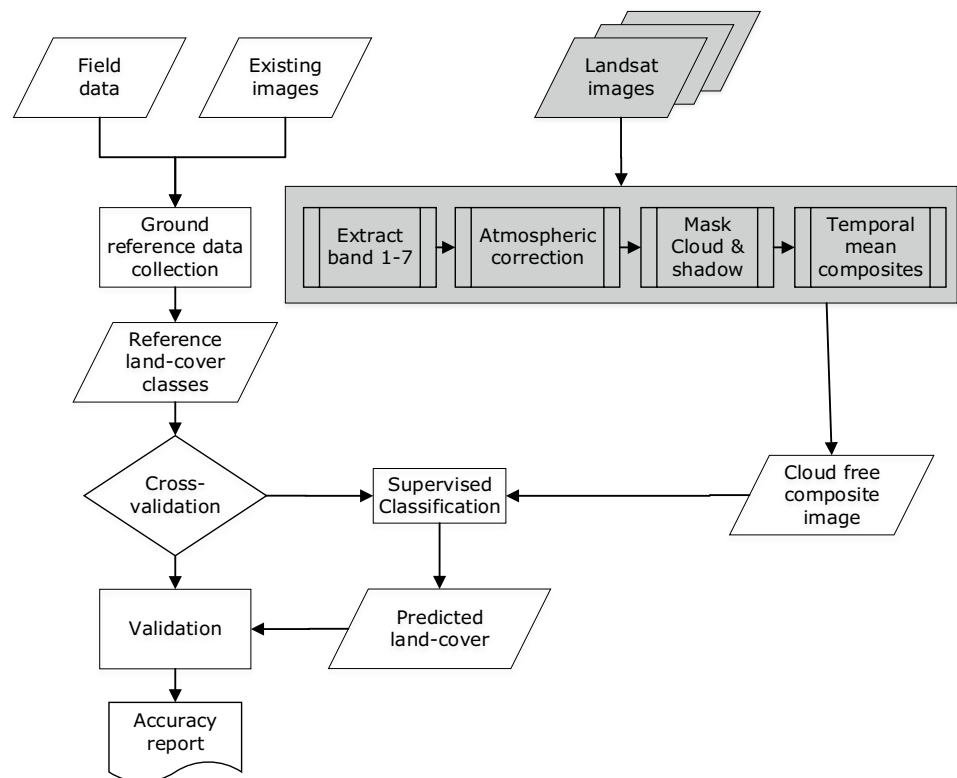 Field
data
Existing
images
Landsat
images
Extract
band 1-7
Atmospheric
correction
Mask
Cloud &
shadow
Temporal
mean
composites
Ground
reference data
collection
Reference
land-cover
classes
Cross-
validation
Supervised
Classification
Cloud free
composite
image
Validation
Predicted
land-cover
Accuracy
report